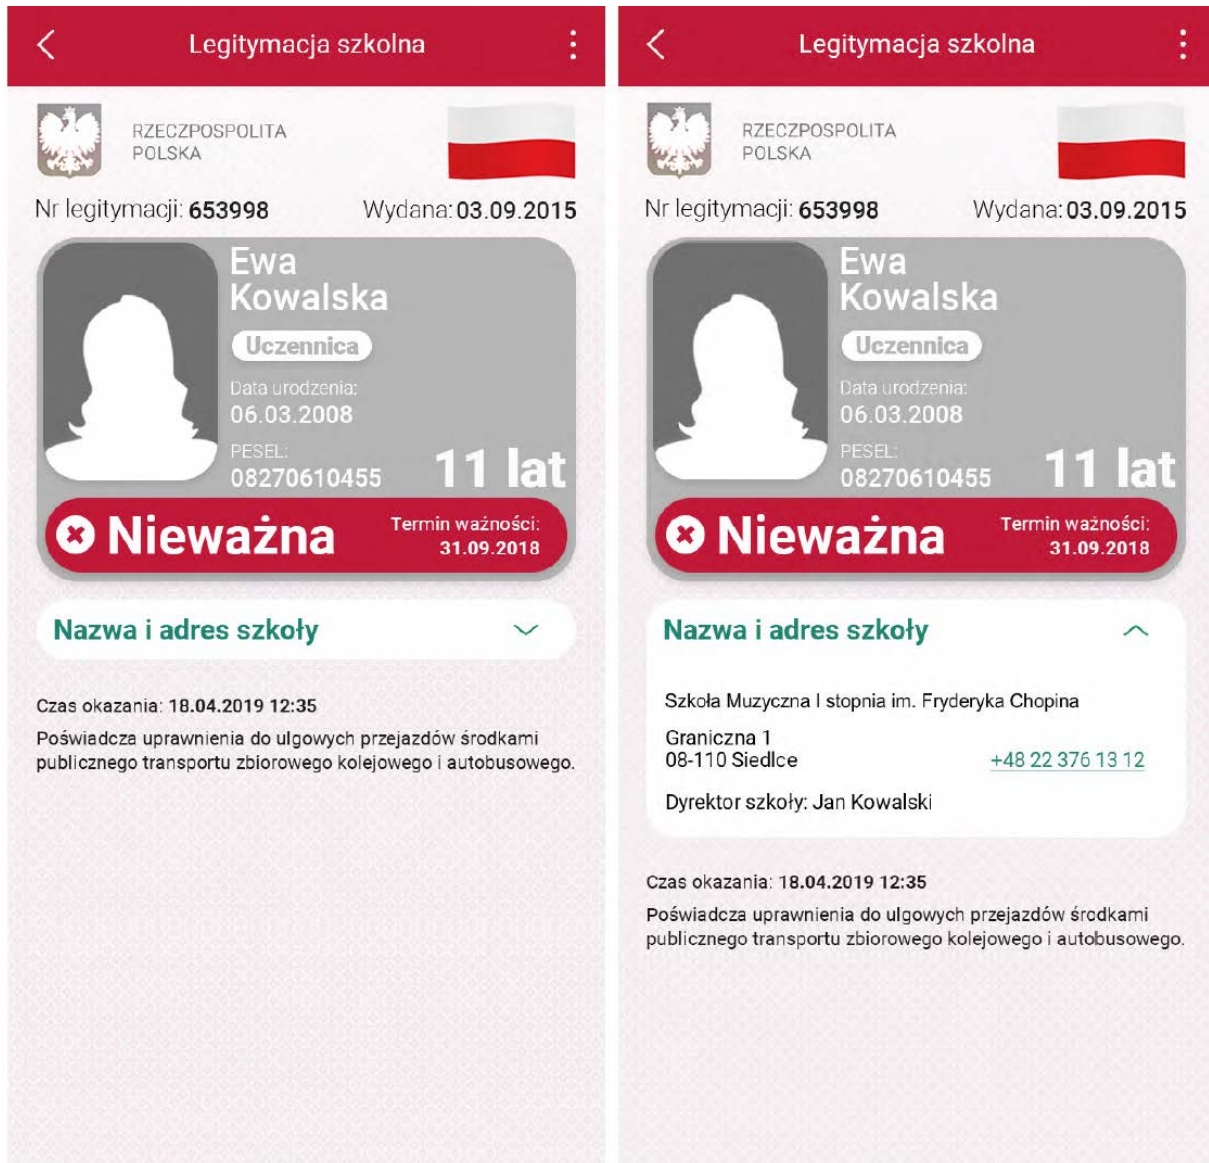 Legitymacja szkolna
RZECZPOSPOLITA
POLSKA
Nr legitymacji: 653998 Wydana: 03.09.2015
Ewa
Kowalska
Uczennica
Data urodzenia:
06.03.2008
PESEL:
08270610455
11 lat
Nieważna
Termin ważności:
31.09.2018
Nazwa i adres szkoły
Czas okazania: 18.04.2019 12:35
Poświadcza uprawnienia do ulgowych przejazdów środkami
publicznego transportu zbiorowego kolejowego i autobusowego.
Legitymacja szkolna
RZECZPOSPOLITA
POLSKA
Nr legitymacji: 653998 Wydana: 03.09.2015
Ewa
Kowalska
Uczennica
Data urodzenia:
06.03.2008
PESEL:
08270610455
11 lat
Nieważna
Termin ważności:
31.09.2018
Nazwa i adres szkoły
Szkoła Muzyczna I stopnia im. Fryderyka Chopina
Graniczna 1
08-110 Siedlce
+48 22 376 13 12
Dyrektor szkoły: Jan Kowalski
Czas okazania: 18.04.2019 12:35
Poświadcza uprawnienia do ulgowych przejazdów środkami
publicznego transportu zbiorowego kolejowego i autobusowego.